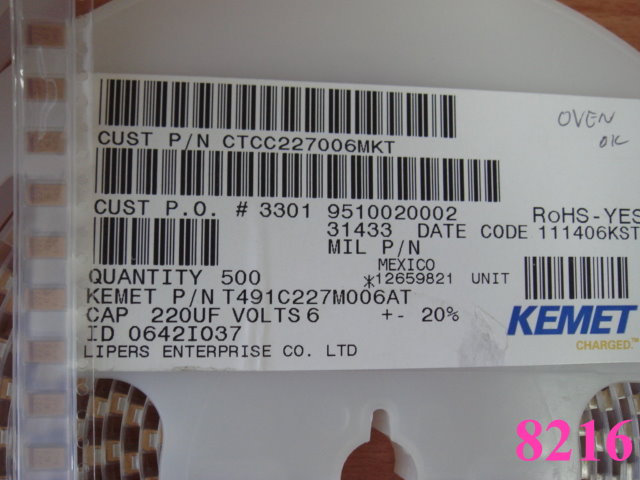 OVEN
OK
CUST P/N CTCC227006MKT
CUST P.O. # 3301 9510020002
RoHS-YES
31433 DATE CODE 111406KST
MIL P/N
MEXICO
QUANTITY 500
*12659821 UNIT
KEMET P/N T491C227M006AT
CAP 220UF VOLTS 6 +- 20%
ID 0642I037
LIPERS ENTERPRISE CO. LTD
KEMET
CHARGED.™
8216